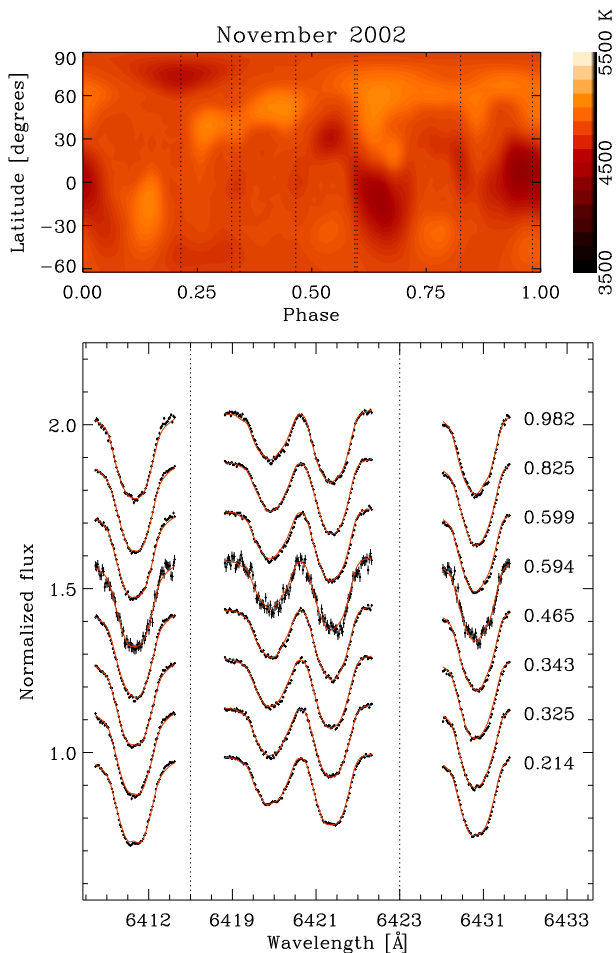 November 2002
Latitude [degrees]
90
60
30
0
−30
−60
0.00 0.25 0.50 0.75 1.00
Phase
5500 K
4500
3500
Normalized flux
2.0
1.5
1.0
0.982
0.825
0.599
0.594
0.465
0.343
0.325
0.214
6412 6419 6421 6423 6431 6433
Wavelength [Å]